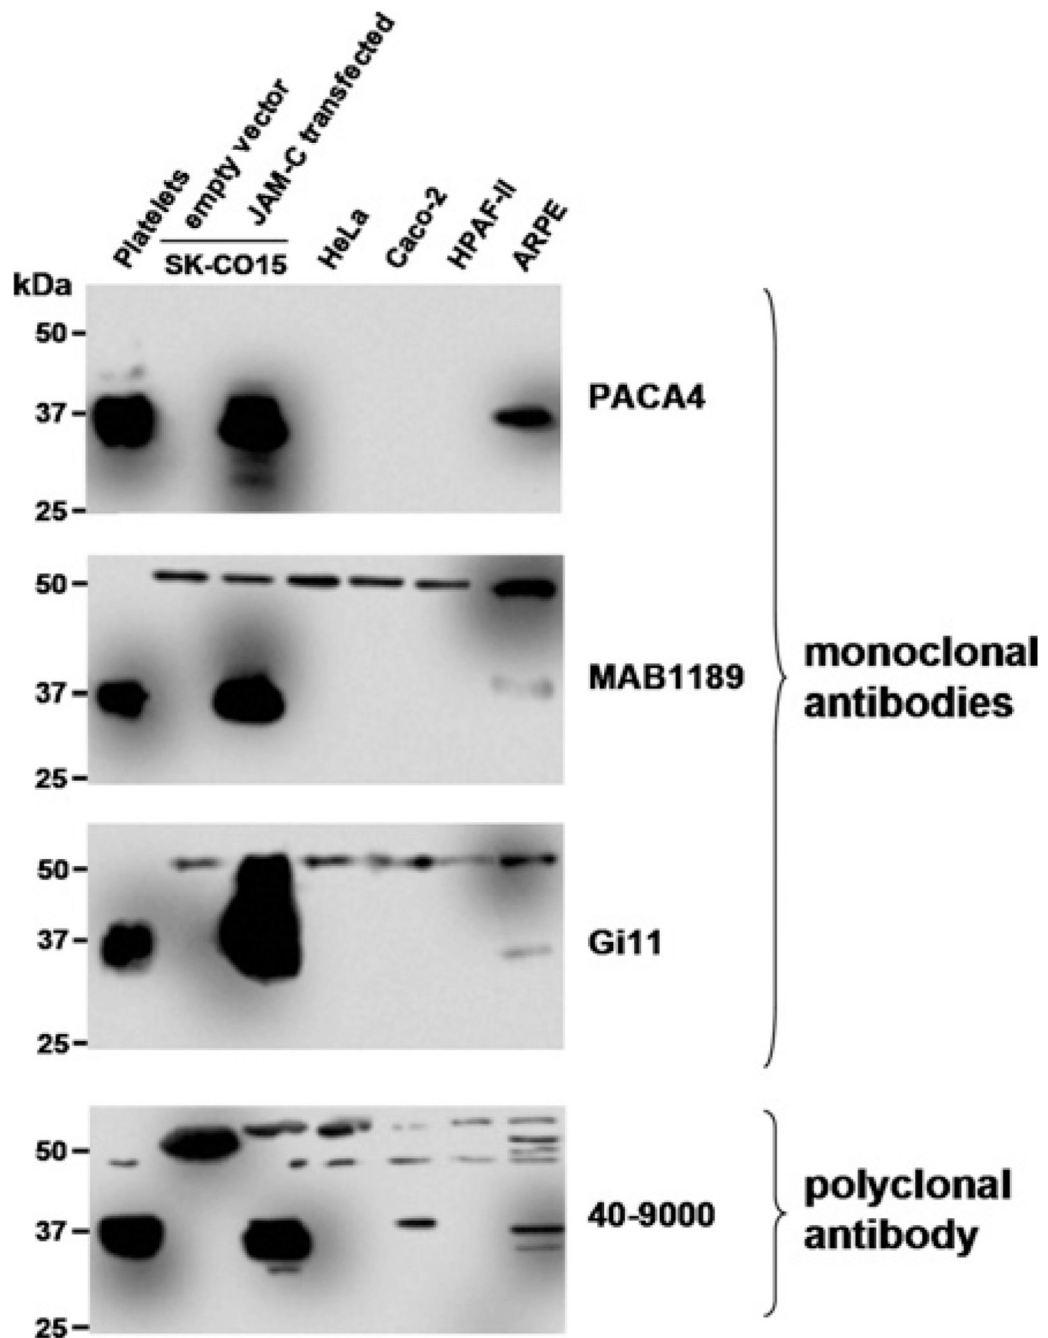 Platelets
empty vector
JAM-C transfected
HeLa
Caco-2
HPAF-II
ARPE
SK-CO15
kDa
50
37
25
PACA4
50
37
25
MAB1189
50
37
25
Gi11
monoclonal
antibodies
50
37
25
40-9000
polyclonal
antibody